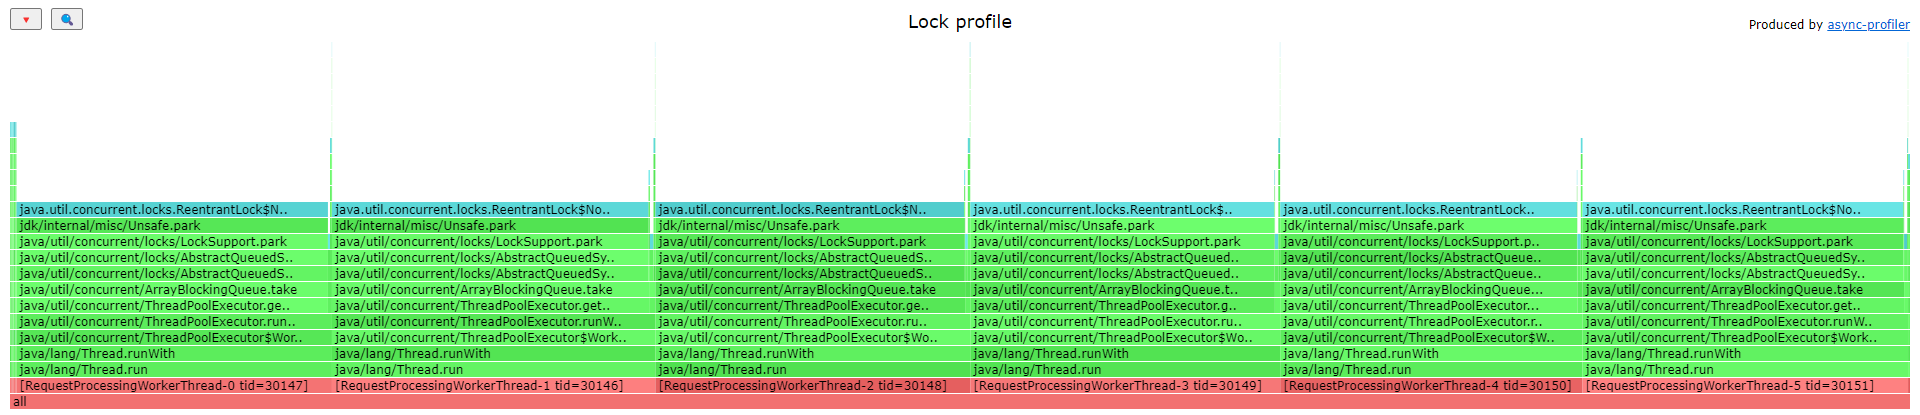 Lock profile
Produced by async-profiler
java.util.concurrent.locks.ReentrantLock$N.. java.util.concurrent.locks.ReentrantLock$No.. java.util.concurrent.locks.ReentrantLock$N.. java.util.concurrent.locks.ReentrantLock$.. java.util.concurrent.locks.ReentrantLock.. java.util.concurrent.locks.ReentrantLock$No..
jdk/internal/misc/Unsafe.park jdk/internal/misc/Unsafe.park jdk/internal/misc/Unsafe.park jdk/internal/misc/Unsafe.park jdk/internal/misc/Unsafe.park jdk/internal/misc/Unsafe.park
java/util/concurrent/locks/LockSupport.park java/util/concurrent/locks/LockSupport.park java/util/concurrent/locks/LockSupport.park java/util/concurrent/locks/LockSupport.park java/util/concurrent/locks/LockSupport.p.. java/util/concurrent/locks/LockSupport.park
java/util/concurrent/locks/AbstractQueuedS.. java/util/concurrent/locks/AbstractQueuedSy.. java/util/concurrent/locks/AbstractQueuedS.. java/util/concurrent/locks/AbstractQueued.. java/util/concurrent/locks/AbstractQueue.. java/util/concurrent/locks/AbstractQueuedSy..
java/util/concurrent/locks/AbstractQueuedS.. java/util/concurrent/locks/AbstractQueuedSy.. java/util/concurrent/locks/AbstractQueuedS.. java/util/concurrent/locks/AbstractQueued.. java/util/concurrent/locks/AbstractQueue.. java/util/concurrent/locks/AbstractQueuedSy..
java/util/concurrent/ArrayBlockingQueue.take java/util/concurrent/ArrayBlockingQueue.take java/util/concurrent/ArrayBlockingQueue.take java/util/concurrent/ArrayBlockingQueue.t.. java/util/concurrent/ArrayBlockingQueue... java/util/concurrent/ArrayBlockingQueue.take
java/util/concurrent/ThreadPoolExecutor.ge.. java/util/concurrent/ThreadPoolExecutor.get.. java/util/concurrent/ThreadPoolExecutor.ge.. java/util/concurrent/ThreadPoolExecutor.g.. java/util/concurrent/ThreadPoolExecutor... java/util/concurrent/ThreadPoolExecutor.get..
java/util/concurrent/ThreadPoolExecutor.run.. java/util/concurrent/ThreadPoolExecutor.runW.. java/util/concurrent/ThreadPoolExecutor.ru.. java/util/concurrent/ThreadPoolExecutor.ru.. java/util/concurrent/ThreadPoolExecutor.r.. java/util/concurrent/ThreadPoolExecutor.runW..
java/util/concurrent/ThreadPoolExecutor$Wor.. java/util/concurrent/ThreadPoolExecutor$Work.. java/util/concurrent/ThreadPoolExecutor$Wo.. java/util/concurrent/ThreadPoolExecutor$Wo.. java/util/concurrent/ThreadPoolExecutor$W.. java/util/concurrent/ThreadPoolExecutor$Work..
java/lang/Thread.runWith java/lang/Thread.runWith java/lang/Thread.runWith java/lang/Thread.runWith java/lang/Thread.runWith java/lang/Thread.runWith
java/lang/Thread.run java/lang/Thread.run java/lang/Thread.run java/lang/Thread.run java/lang/Thread.run java/lang/Thread.run
[RequestProcessingWorkerThread-0 tid=30147] [RequestProcessingWorkerThread-1 tid=30146] [RequestProcessingWorkerThread-2 tid=30148] [RequestProcessingWorkerThread-3 tid=30149] [RequestProcessingWorkerThread-4 tid=30150] [RequestProcessingWorkerThread-5 tid=30151]
all